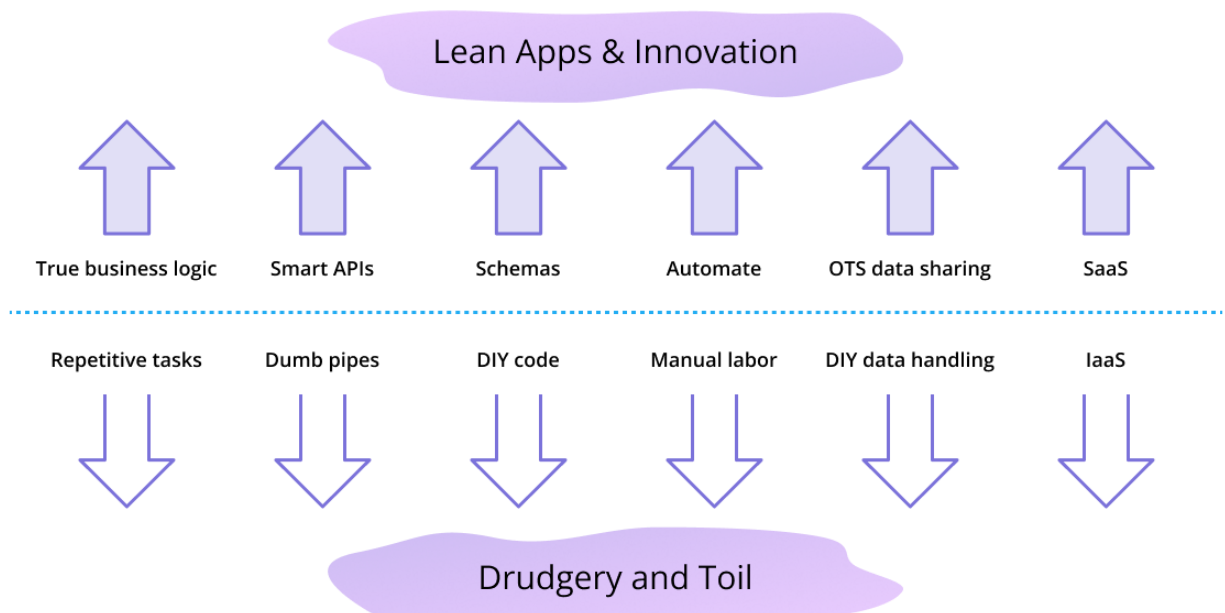 Lean Apps & Innovation
True business logic
Smart APIs
Schemas
Automate
OTS data sharing
SaaS
Repetitive tasks
Dumb pipes
DIY code
Manual labor
DIY data handling
IaaS
Drudgery and Toil